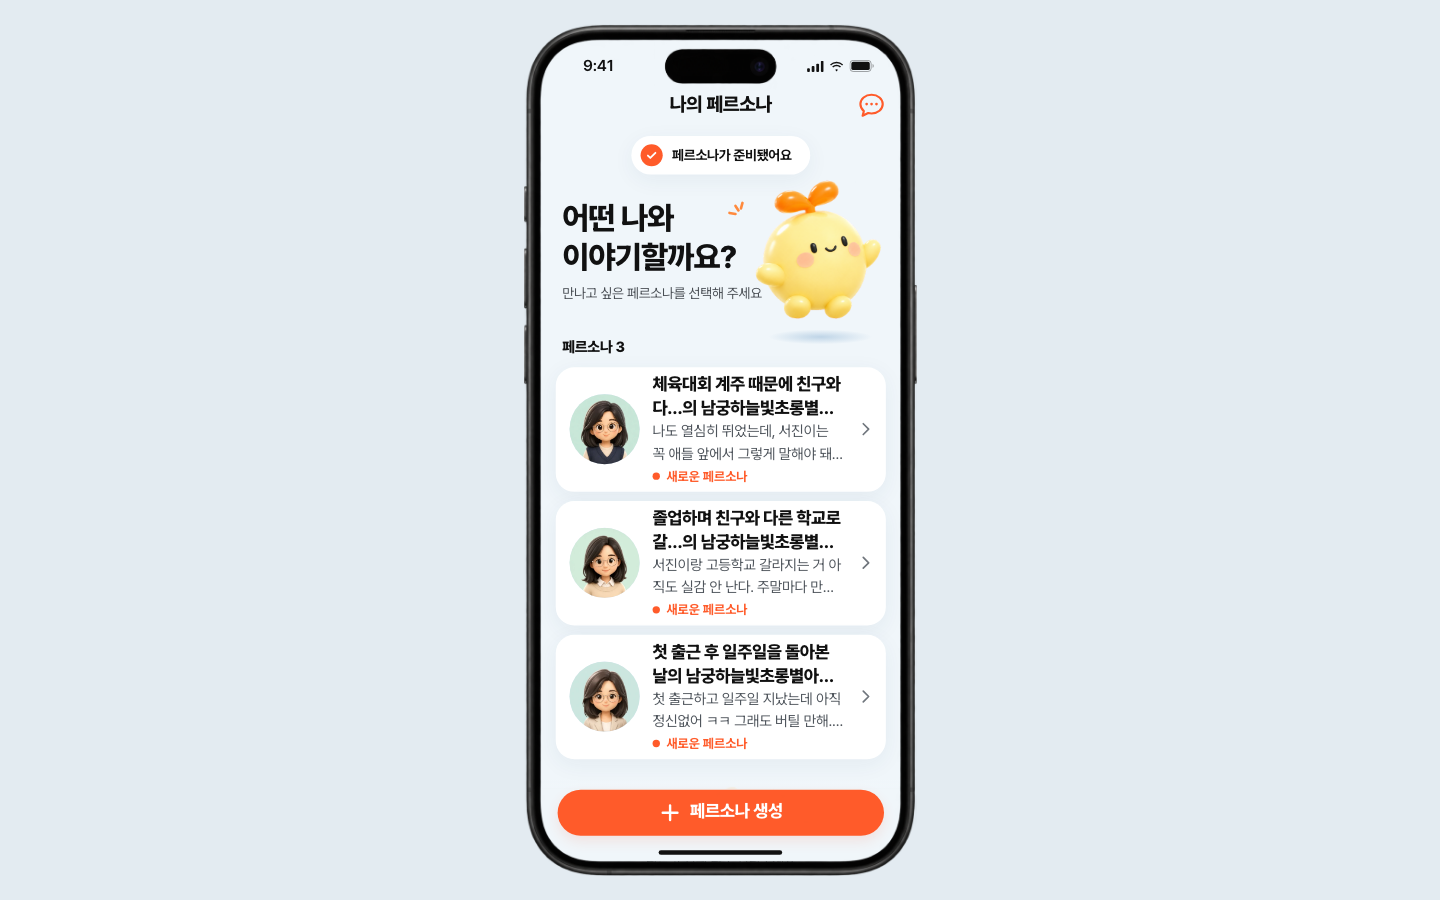 9:41
나의 페르소나
페르소나가 준비됐어요
어떤 나와
이야기할까요?
만나고 싶은 페르소나를 선택해 주세요
페르소나 3
체육대회 계주 때문에 친구와
다...의 남궁하늘빛초롱별...
나도 열심히 뛰었는데, 서진이는
꼭 애들 앞에서 그렇게 말해야 돼...
새로운 페르소나
졸업하며 친구와 다른 학교로
갈...의 남궁하늘빛초롱별...
서진이랑 고등학교 갈라지는 거 아
직도 실감 안 난다. 주말마다 만...
새로운 페르소나
첫 출근 후 일주일을 돌아본
날의 남궁하늘빛초롱별아...
첫 출근하고 일주일 지났는데 아직
정신없어 ㅋㅋ 그래도 버틸 만해....
새로운 페르소나
페르소나 생성